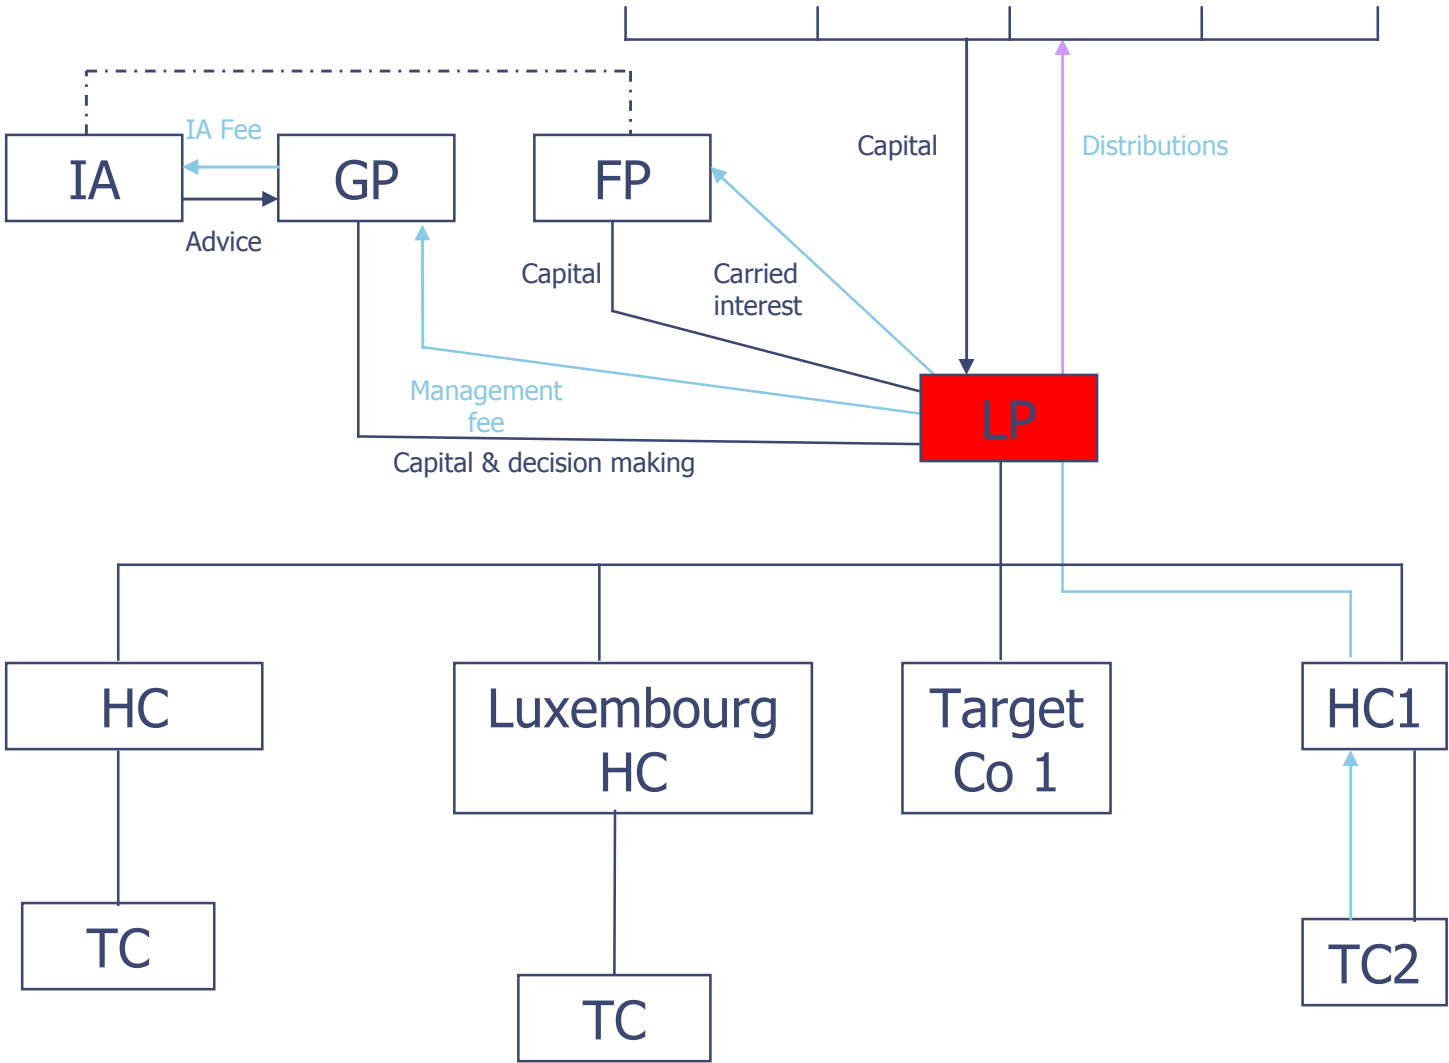 IA Fee
IA
GP
FP
Capital
Distributions
Advice
Capital
Carried
interest
Management
fee
LP
Capital & decision making
HC
Luxembourg
HC
Target
Co 1
HC1
TC
TC
TC2